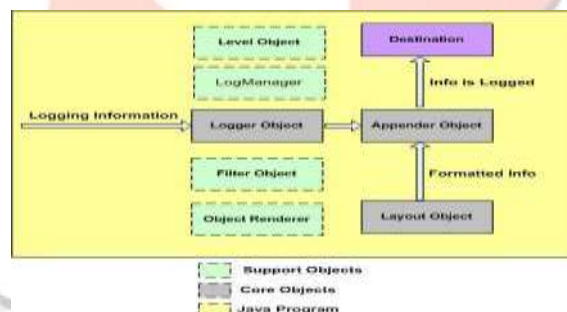 Level Object
Destination
LogManager
Info is Logged
Logging Information
Logger Object
Appender Object
Filter Object
Formatted Info
Object Renderer
Layout Object
Support Objects
Core Objects
Java Program